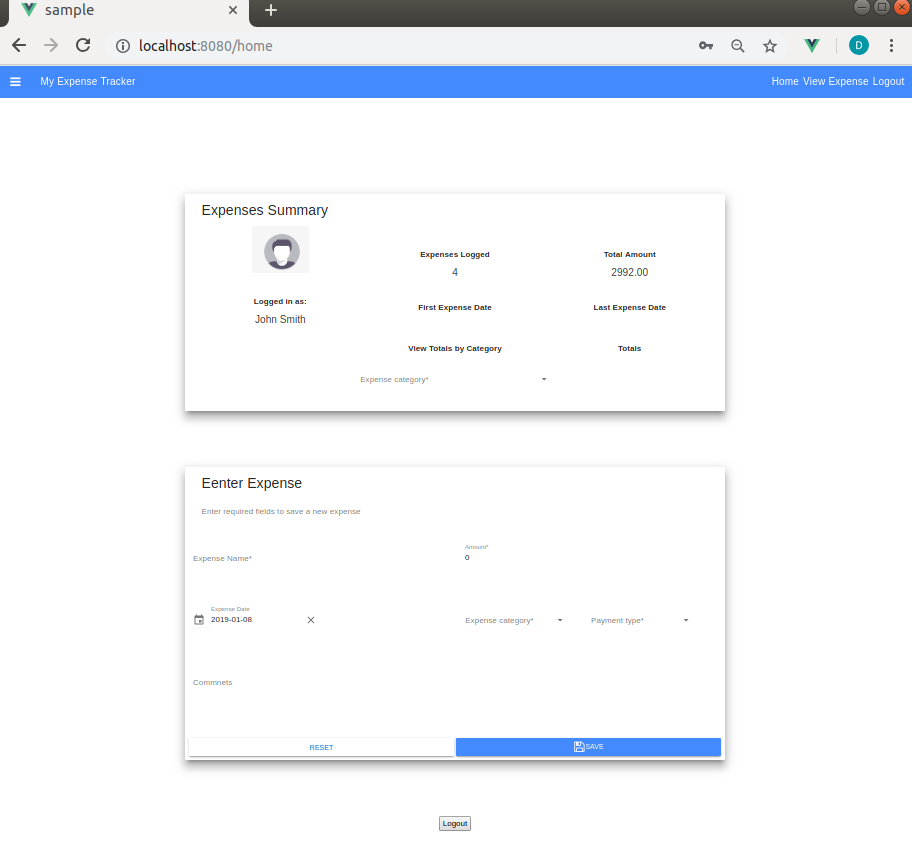 sample
localhost:8080/home
D
My Expense Tracker
Home View Expense Logout
Expenses Summary
Expenses Logged
Total Amount
4
2992.00
Logged in as:
First Expense Date
Last Expense Date
John Smith
View Totals by Category
Totals
Expense category*
Eenter Expense
Enter required fields to save a new expense
Amount*
Expense Name*
0
Expense Date
2019-01-08
Expense category*
Payment type*
Commnets
RESET
SAVE
Logout